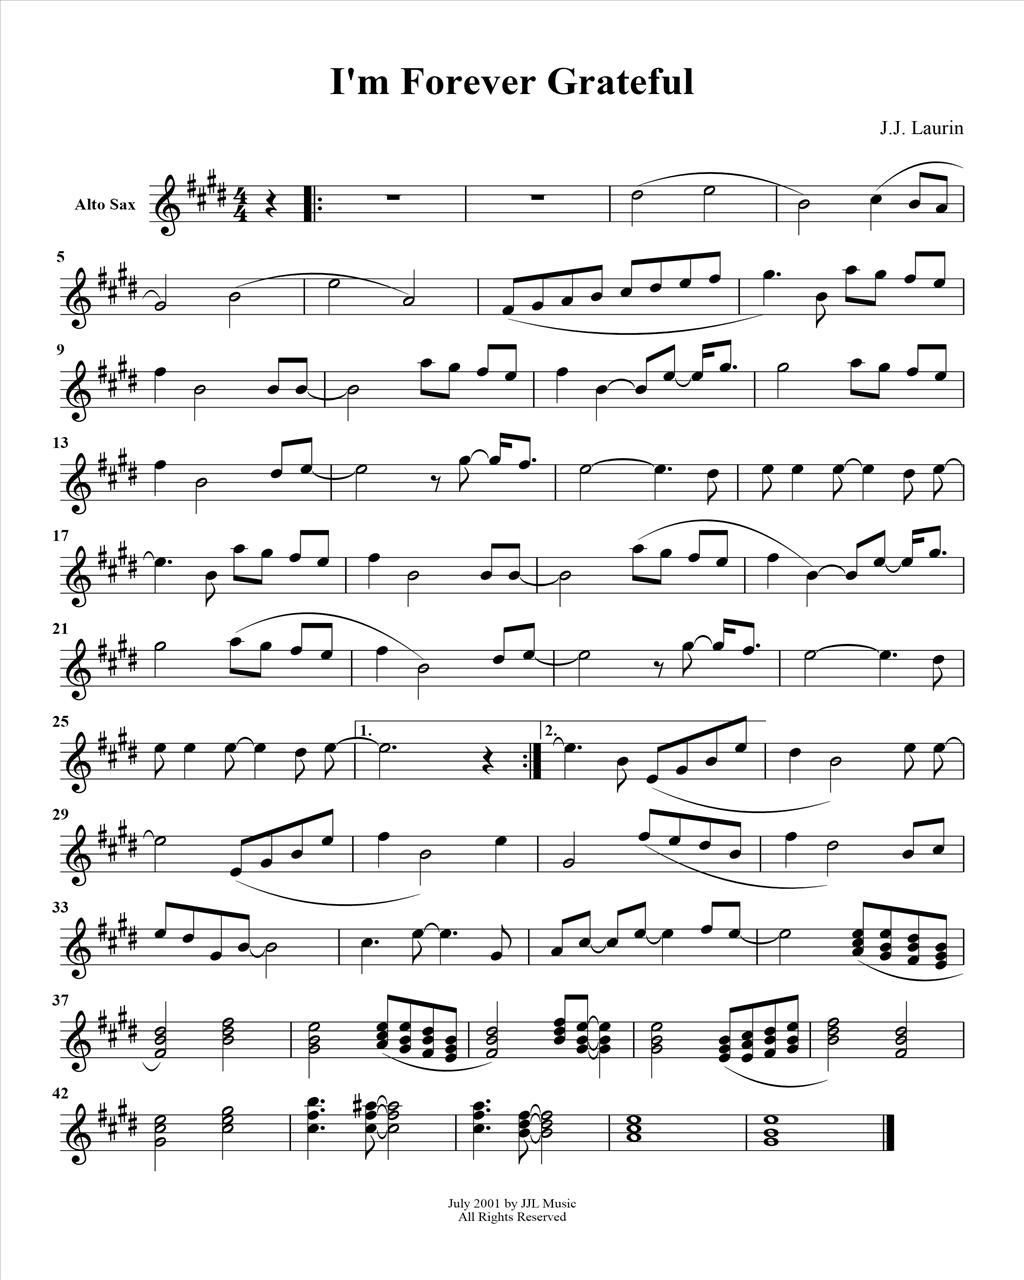 I'm Forever Grateful
J.J. Laurin
Alto Sax
4
4
5
9
13
17
21
25
1.
2.
29
33
37
42
July 2001 by JJL Music
All Rights Reserved